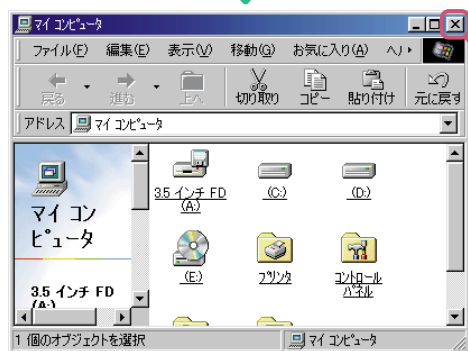 マイ コンピュータ
ファイル(F) 編集(E) 表示(V) 移動(G) お気に入り(A) ヘル
戻る 進む 上へ 切り取り コピー 貼り付け 元に戻す
アドレス マイ コンピュータ
マイ コン
ピュータ
3.5 インチ FD
(A:)
3.5 インチ FD
(A:)
(C:)
(D:)
(E:)
プリンタ
コントロール
パネル
1 個のオブジェクトを選択 マイ コンピュータ